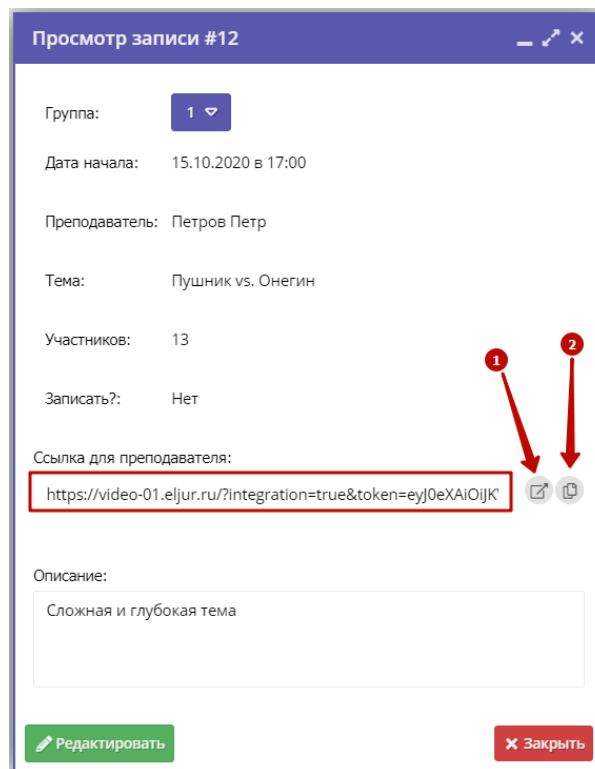 Просмотр записи #12
Группа: 1
Дата начала: 15.10.2020 в 17:00
Преподаватель: Петров Петр
Тема: Пушник vs. Онегин
Участников: 13
2
1
Записать?: Нет
Ссылка для преподавателя:
https://video-01.eljur.ru/?integration=true&token=eyJ0eXAiOiJK
Описание:
Сложная и глубокая тема
Редактировать
Закрыть